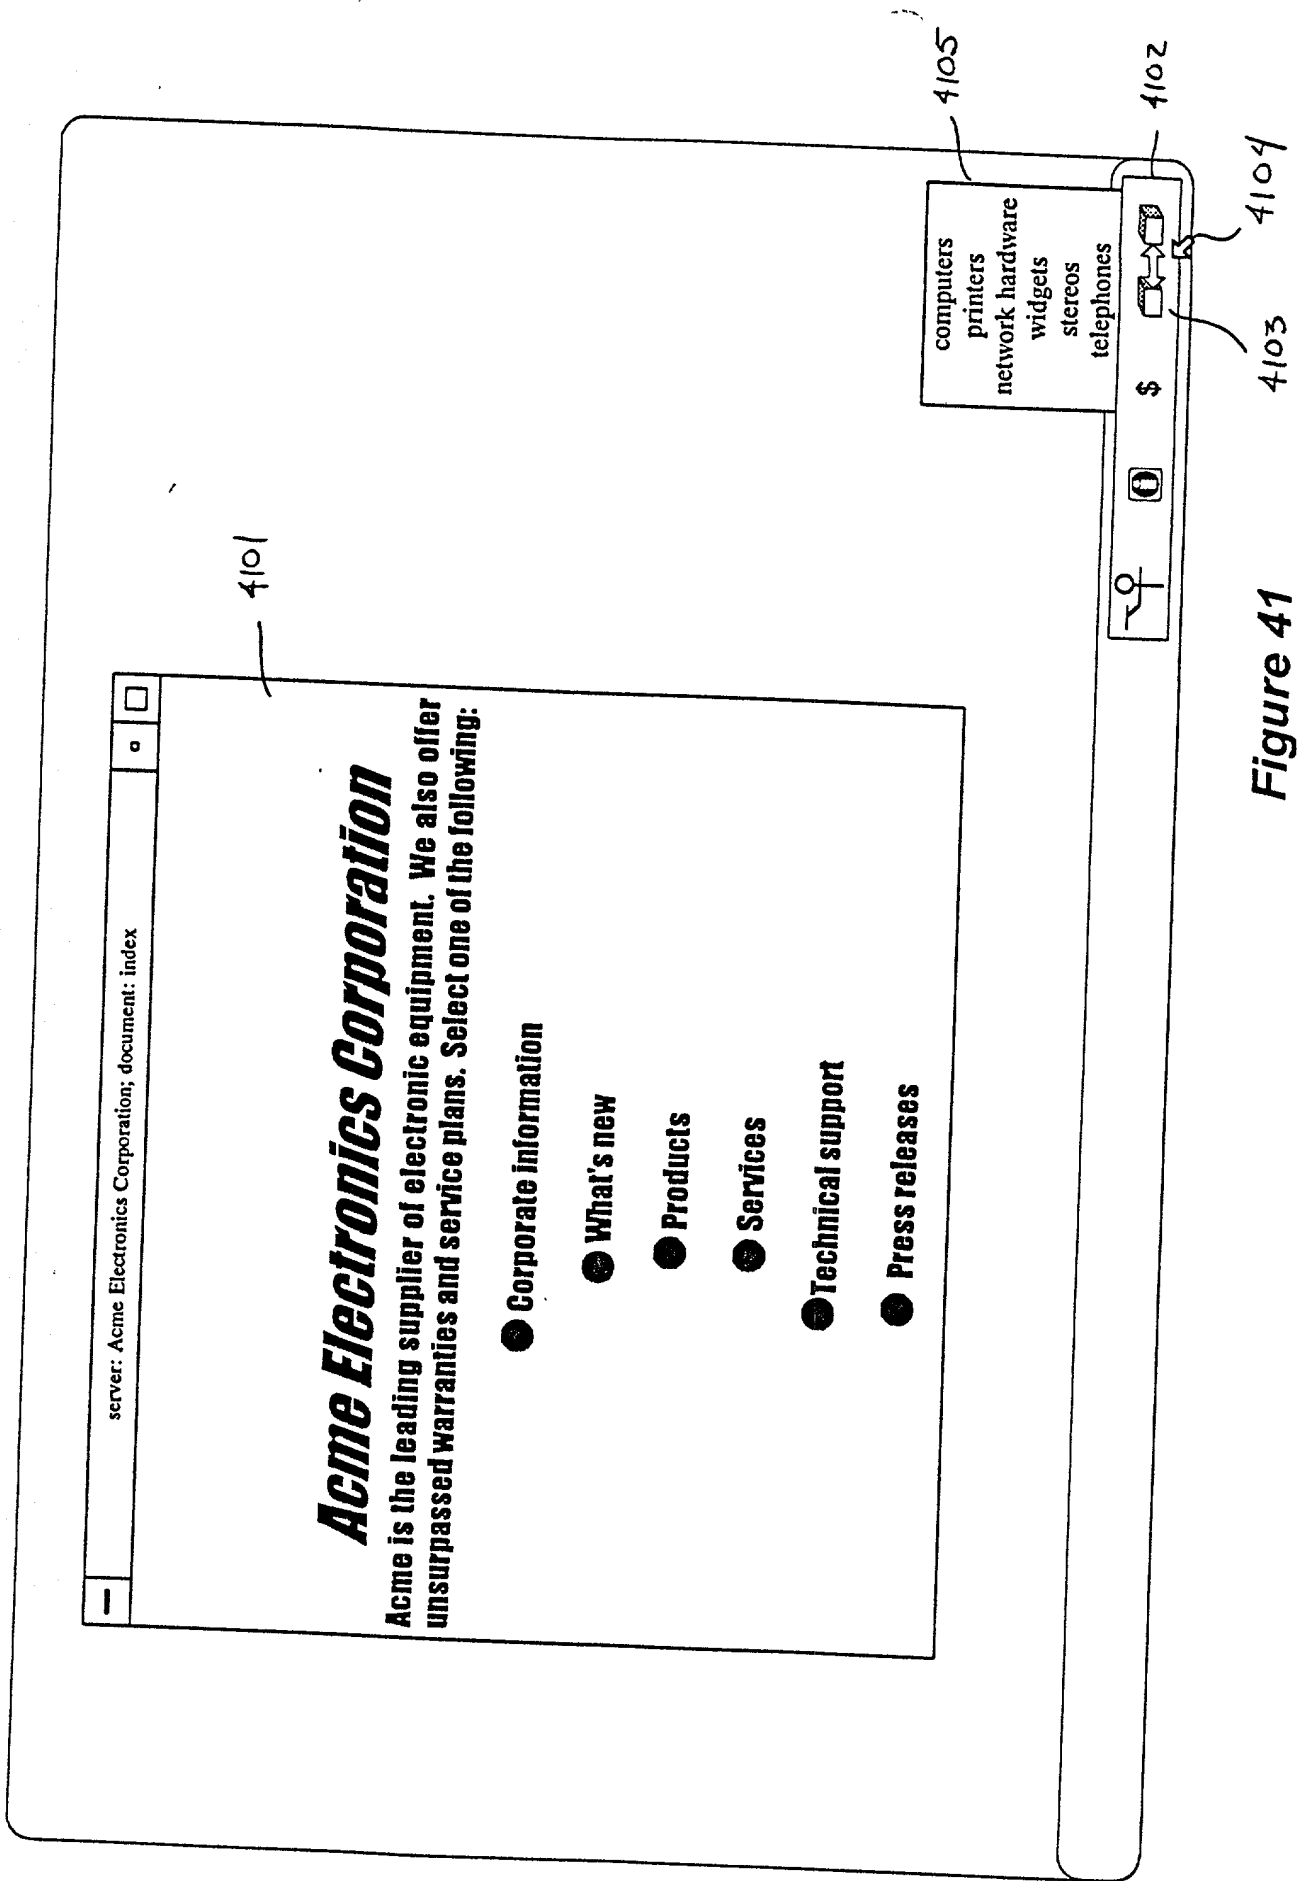 server: Acme Electronics Corporation; document: index
4101
Acme Electronics Corporation
Acme is the leading supplier of electronic equipment. We also offer
unsurpassed warranties and service plans. Select one of the following:
Corporate information
What's new
Products
Services
Technical support
Press releases
4105
computers
printers
network hardware
widgets
stereos
telephones
$
4102
4103
4104
Figure 41